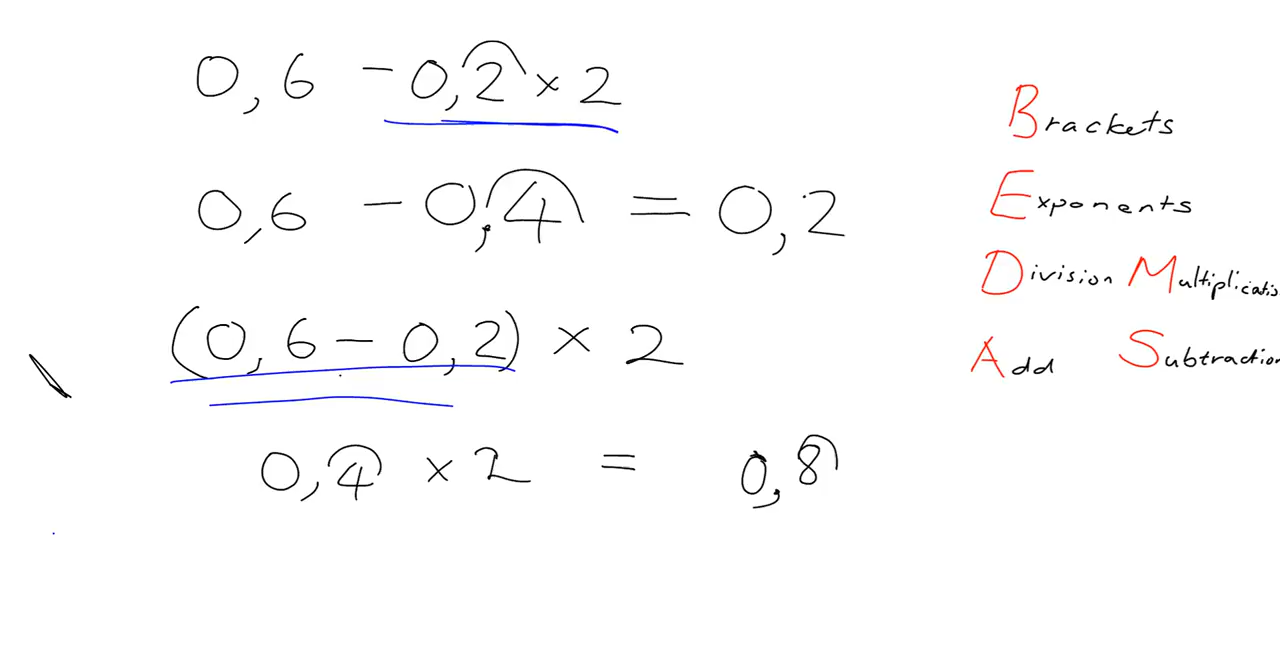 0,6 - 0,2 × 2
0,6 - 0,4 = 0,2
(0,6 - 0,2) × 2
0,4 × 2 = 0,8
Brackets
Exponents
Division Multiplicatio
Add Subtraction